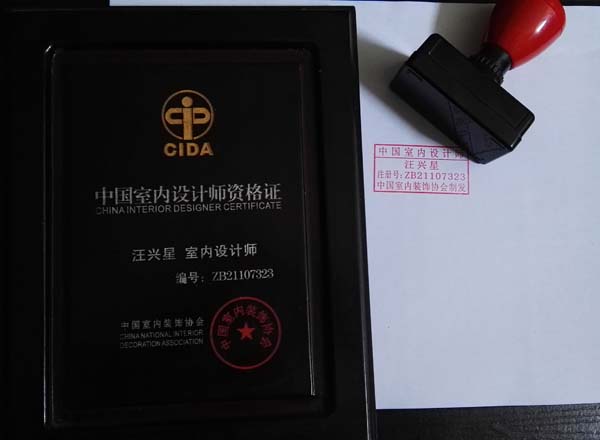 CIDA
中国室内设计师资格证
CHINA INTERIOR DESIGNER CERTIFICATE
汪兴星 室内设计师
编号: ZB21107323
中国室内装饰协会
CHINA NATIONAL INTERIOR
DECORATION ASSOCIATION
中国室内装饰协会
中国室内设计师
汪兴星
注册号: ZB21107323
中国室内装饰协会制发